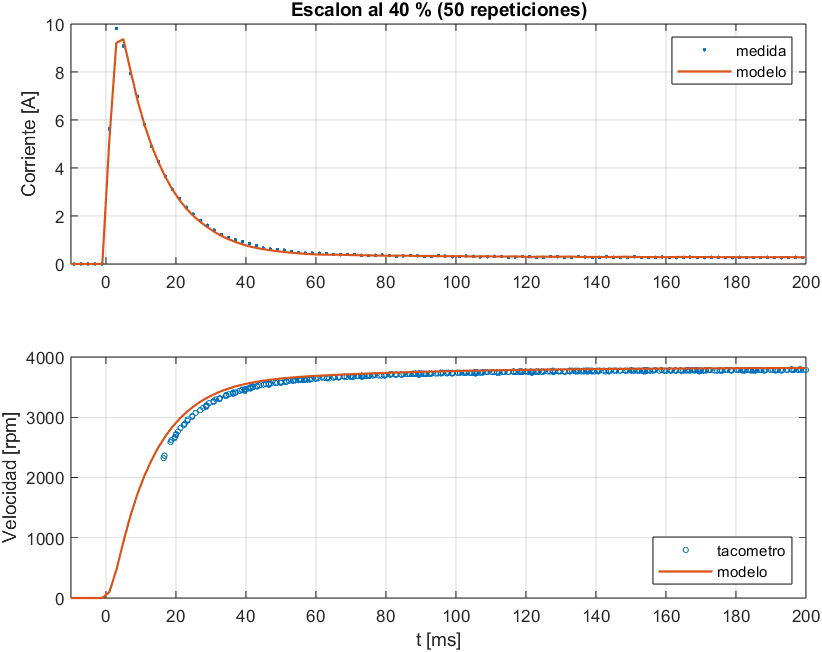 Escalon al 40 % (50 repeticiones)
10
8
6
4
2
0
Corriente [A]
medida
modelo
0 20 40 60 80 100 120 140 160 180 200
4000
3000
2000
1000
0
Velocidad [rpm]
tacometro
modelo
0 20 40 60 80 100 120 140 160 180 200
t [ms]